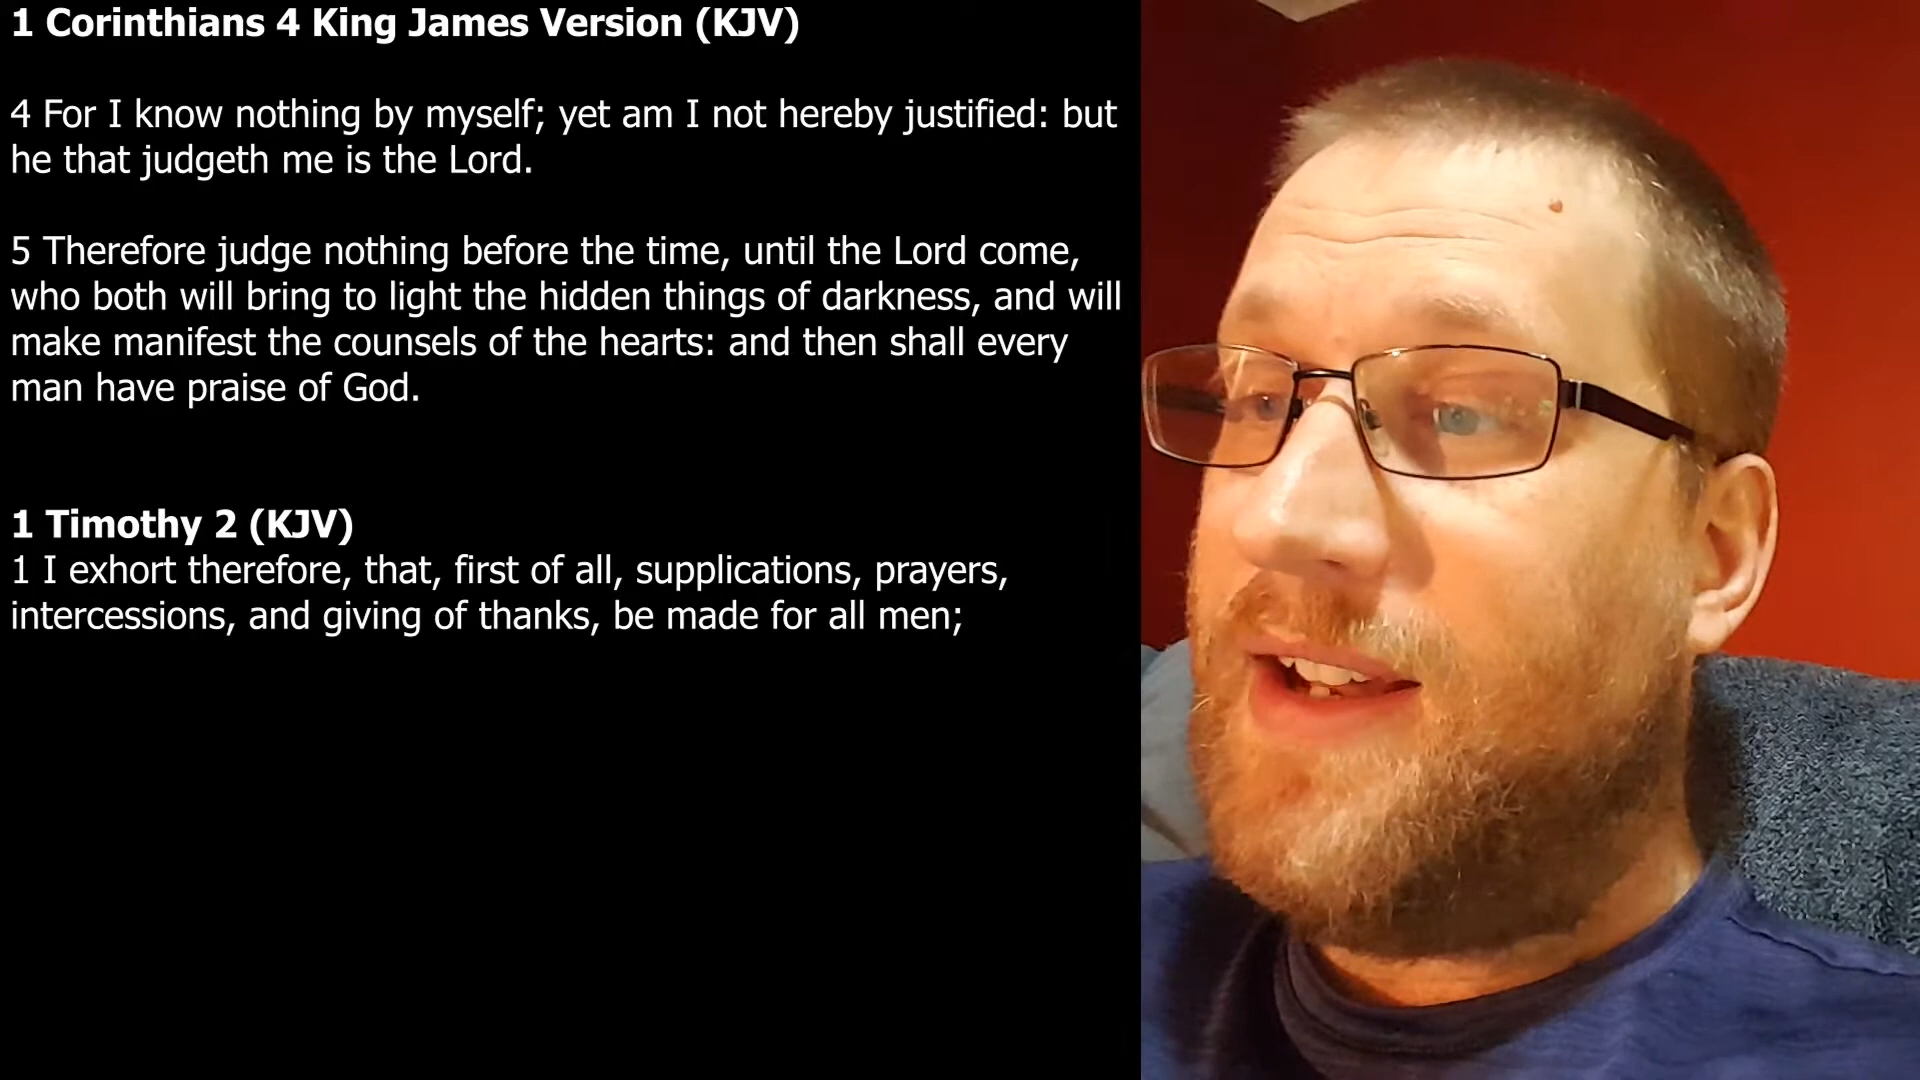 1 Corinthians 4 King James Version (KJV)
4 For I know nothing by myself; yet am I not hereby justified: but
he that judgeth me is the Lord.
5 Therefore judge nothing before the time, until the Lord come,
who both will bring to light the hidden things of darkness, and will
make manifest the counsels of the hearts: and then shall every
man have praise of God.
1 Timothy 2 (KJV)
1 I exhort therefore, that, first of all, supplications, prayers,
intercessions, and giving of thanks, be made for all men;